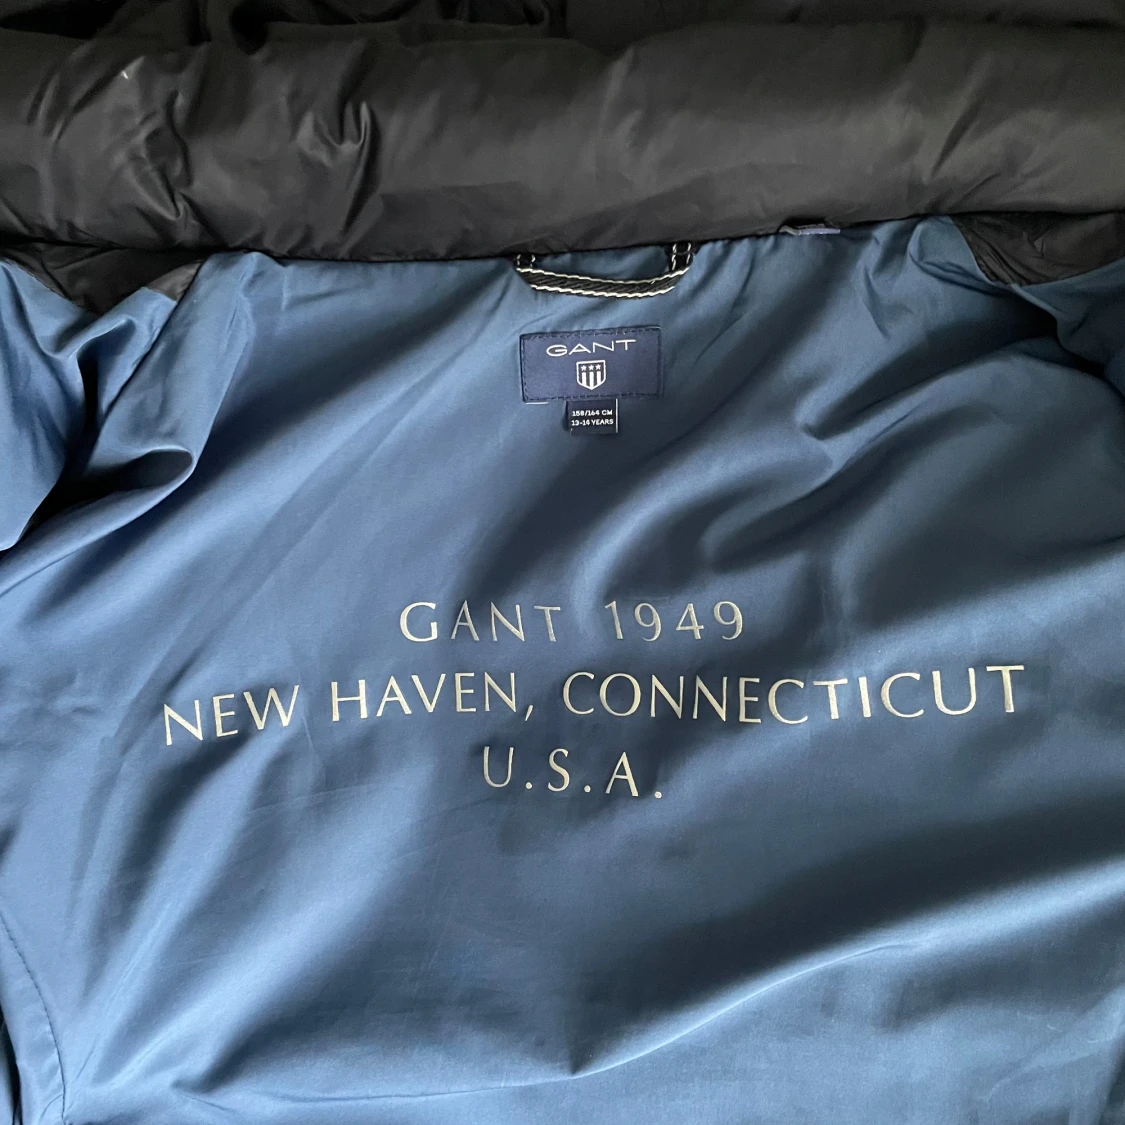 GANT
158/164 CM
13-14 YEARS
GANT 1949
NEW HAVEN, CONNECTICUT
U.S.A.